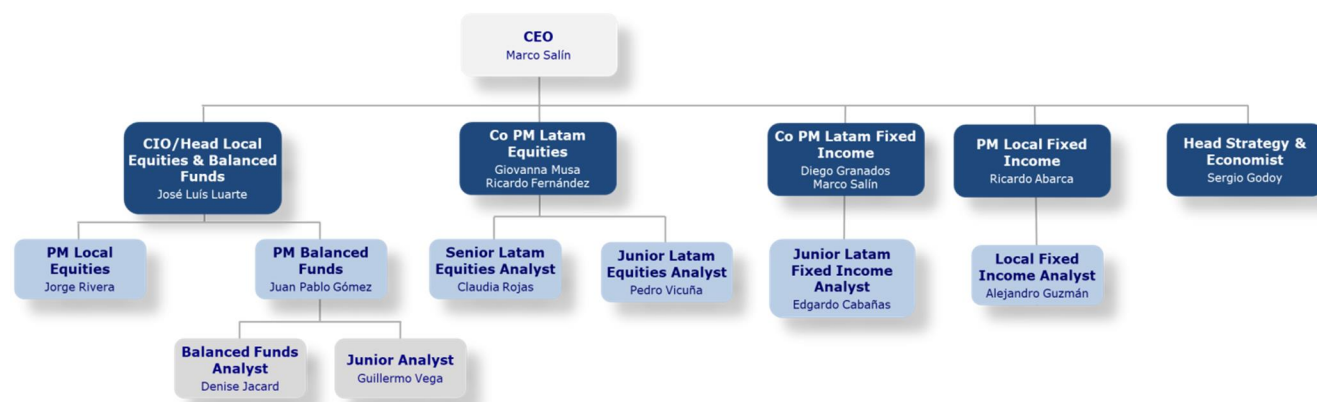 CEO
Marco Salín
CIO/Head Local
Equities & Balanced
Funds
José Luís Luarte
Co PM Latam
Equities
Giovanna Musa
Ricardo Fernández
Co PM Latam Fixed
Income
Diego Granados
Marco Salín
PM Local Fixed
Income
Ricardo Abarca
Head Strategy &
Economist
Sergio Godoy
PM Local
Equities
Jorge Rivera
PM Balanced
Funds
Juan Pablo Gómez
Senior Latam
Equities Analyst
Claudia Rojas
Junior Latam
Equities Analyst
Pedro Vicuña
Junior Latam
Fixed Income
Analyst
Edgardo Cabañas
Local Fixed
Income Analyst
Alejandro Guzmán
Balanced Funds
Analyst
Denise Jacard
Junior Analyst
Guillermo Vega